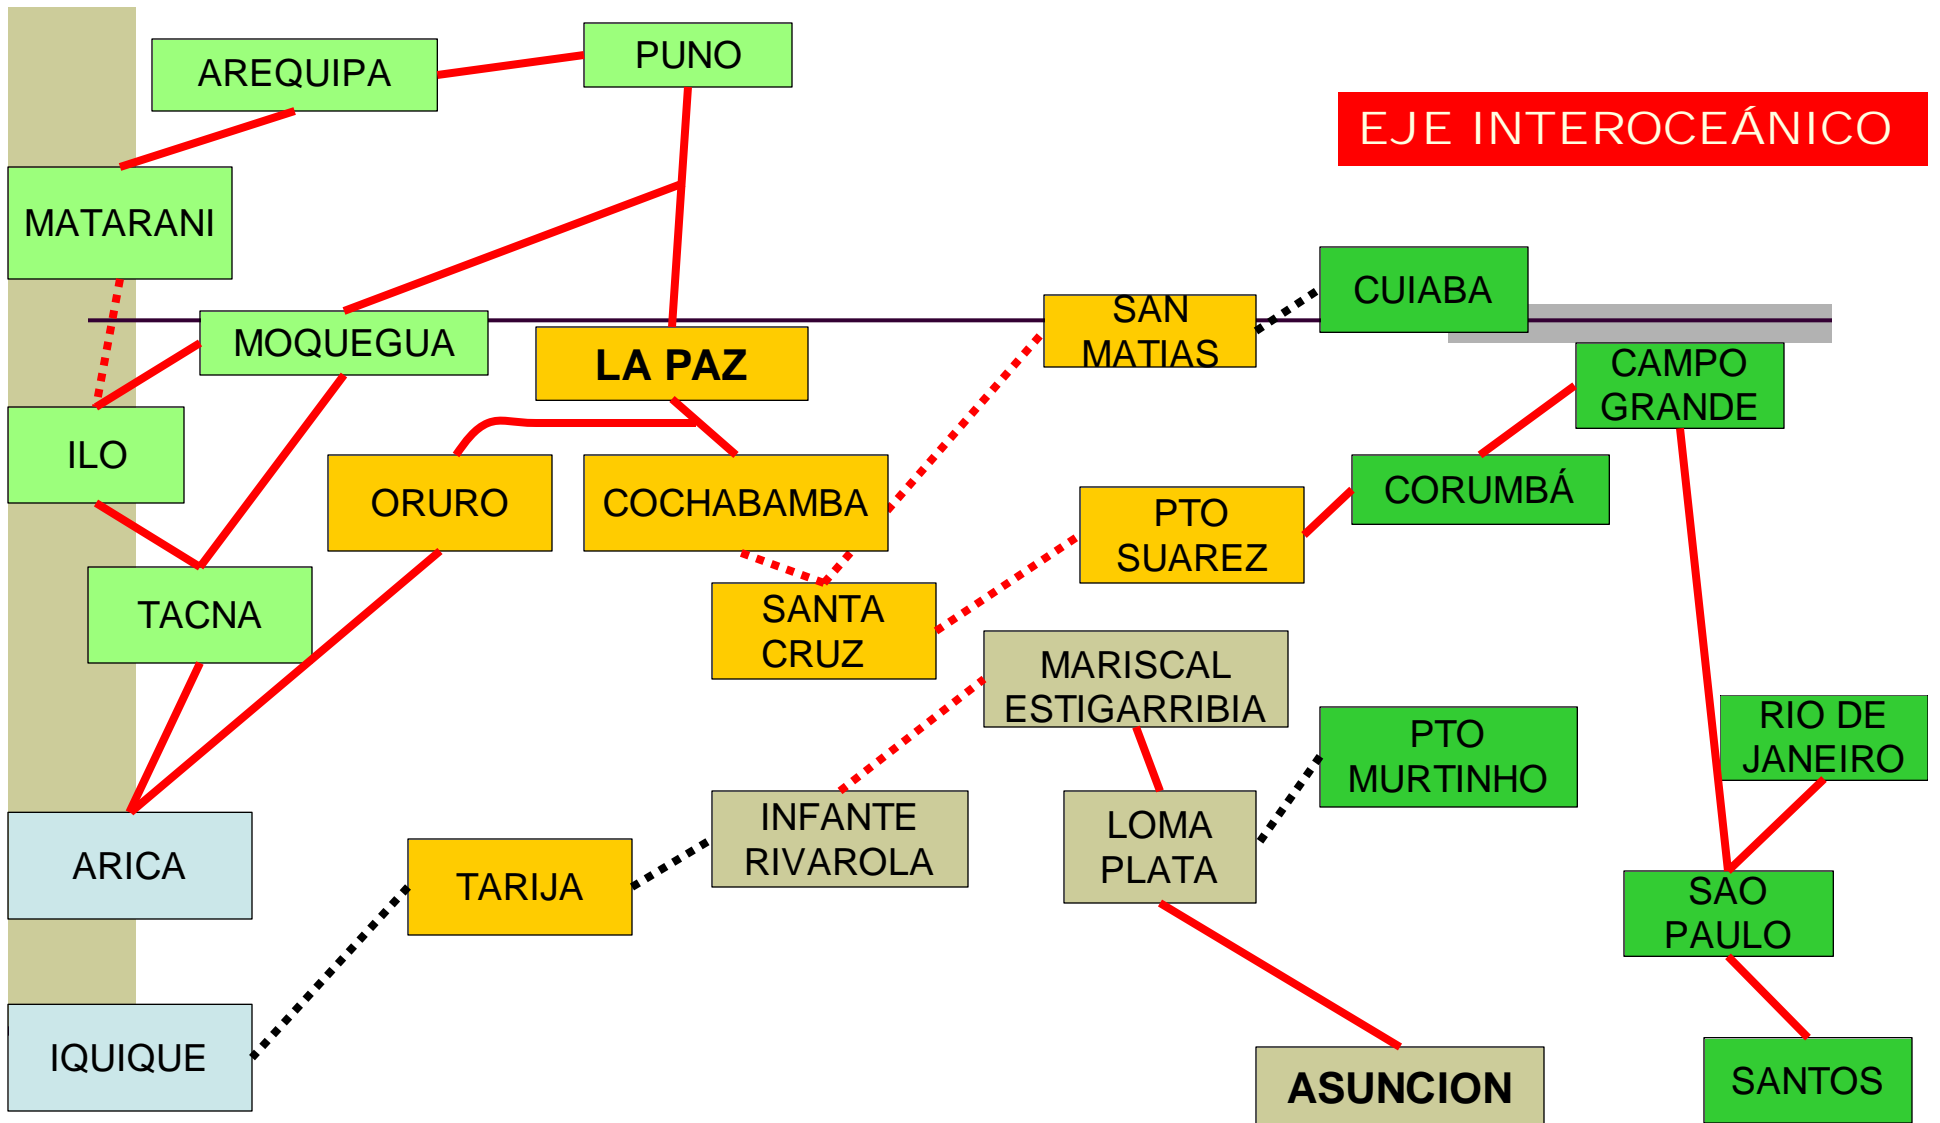 PUNO
AREQUIPA
EJE INTEROCEÁNICO
MATARANI
CUIABA
SAN
MATIAS
MOQUEGUA
LA PAZ
CAMPO
GRANDE
ILO
ORURO
COCHABAMBA
PTO
SUAREZ
CORUMBÁ
TACNA
SANTA
CRUZ
MARISCAL
ESTIGARRIBIA
PTO
MURTINHO
RIO DE
JANEIRO
INFANTE
RIVAROLA
LOMA
PLATA
ARICA
TARIJA
SAO
PAULO
IQUIQUE
ASUNCION
SANTOS